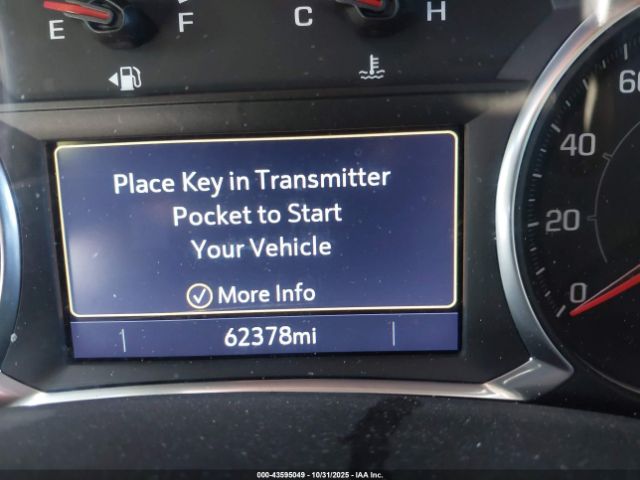 E F C H
60
40
20
0
Place Key in Transmitter
Pocket to Start
Your Vehicle
More Info
62378mi
000-43595049 - 10/31/2025 - IAA Inc.